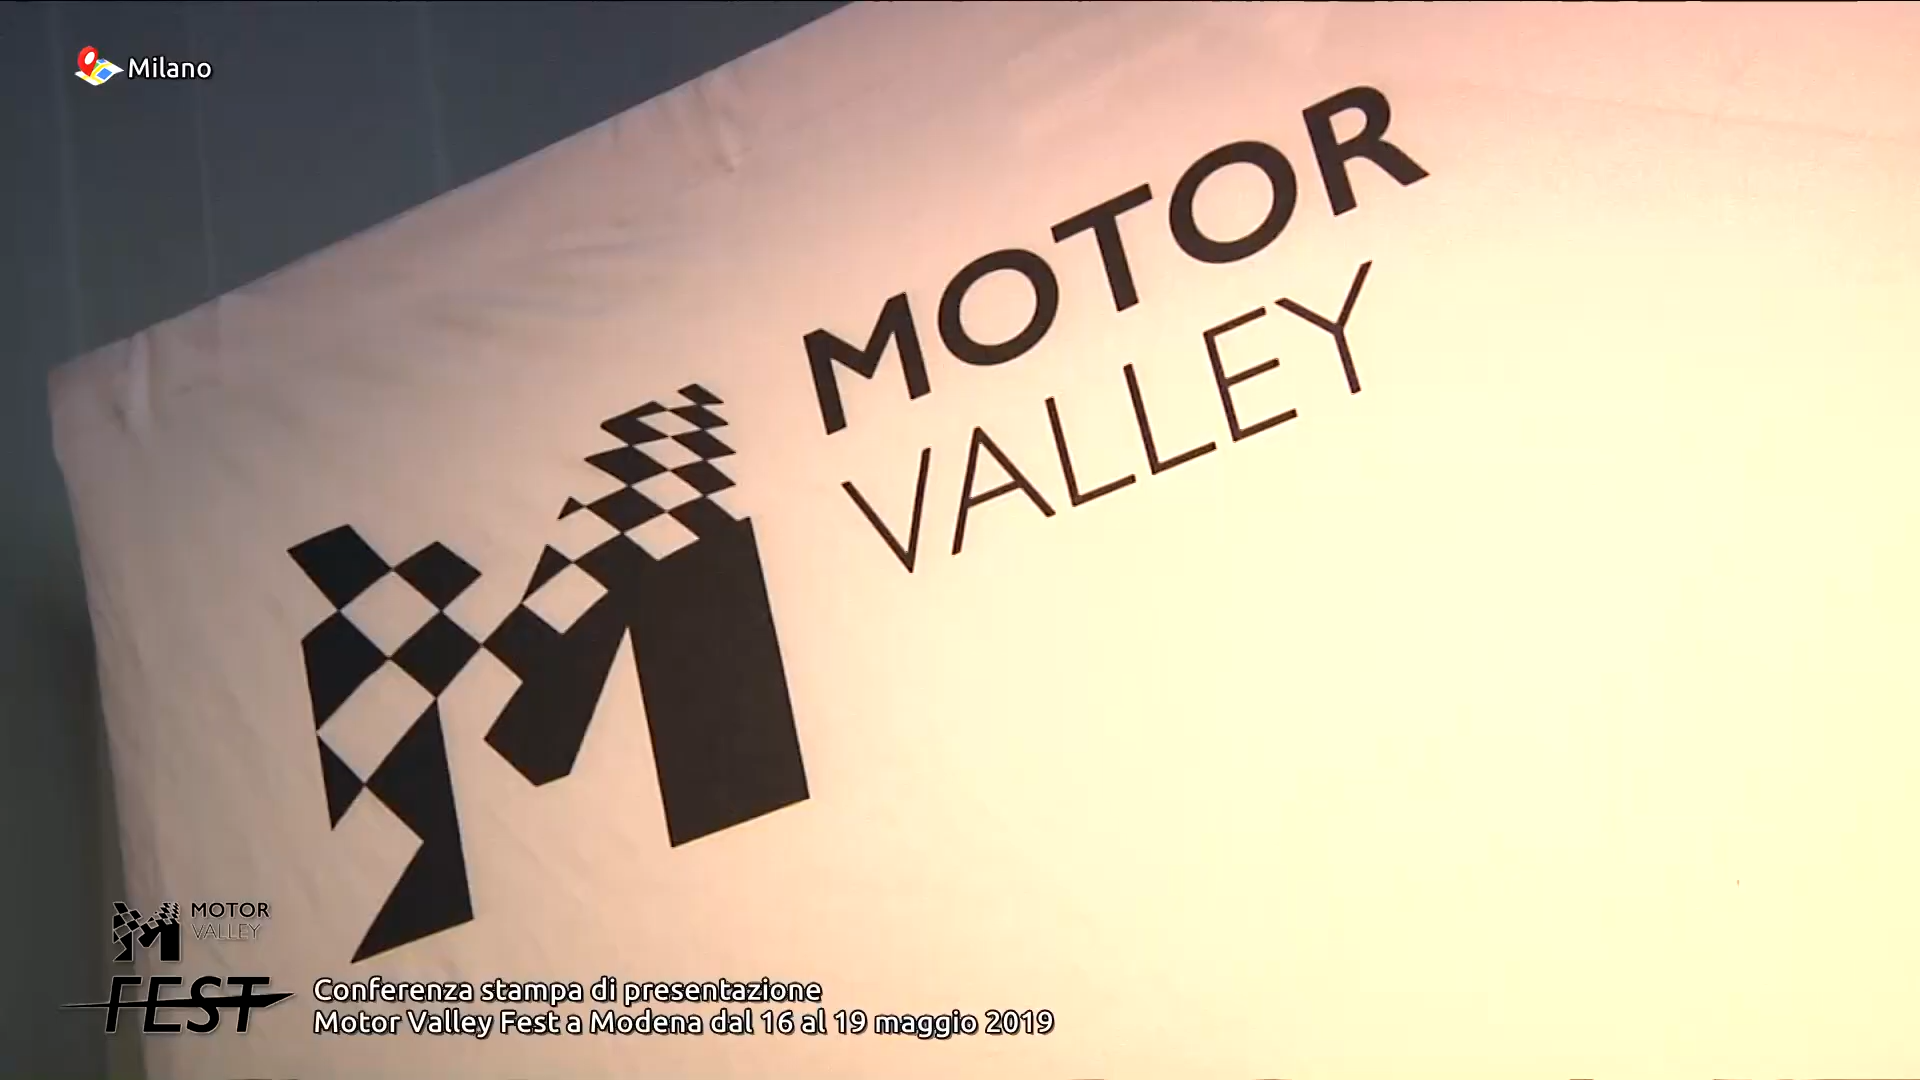 Milano
MOTOR
VALLEY
MOTOR
VALLEY
FEST
Conferenza stampa di presentazione
Motor Valley Fest a Modena dal 16 al 19 maggio 2019